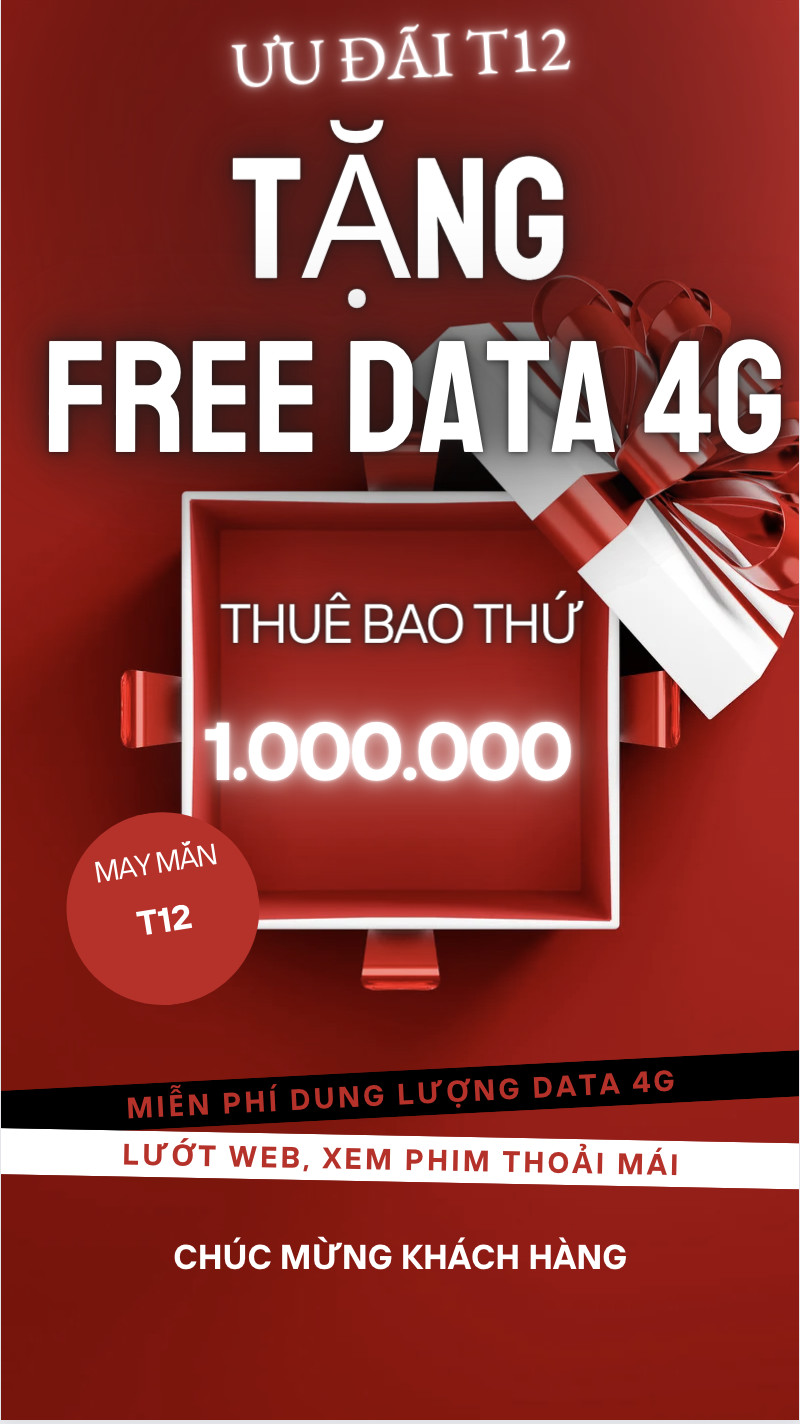 ƯU ĐÃI T12
TẶNG
FREE DATA 4G
THUÊ BAO THỨ
1.000.000
MAY MẮN
T12
MIỄN PHÍ DUNG LƯỢNG DATA 4G
LƯỚT WEB, XEM PHIM THOẢI MÁI
CHÚC MỪNG KHÁCH HÀNG